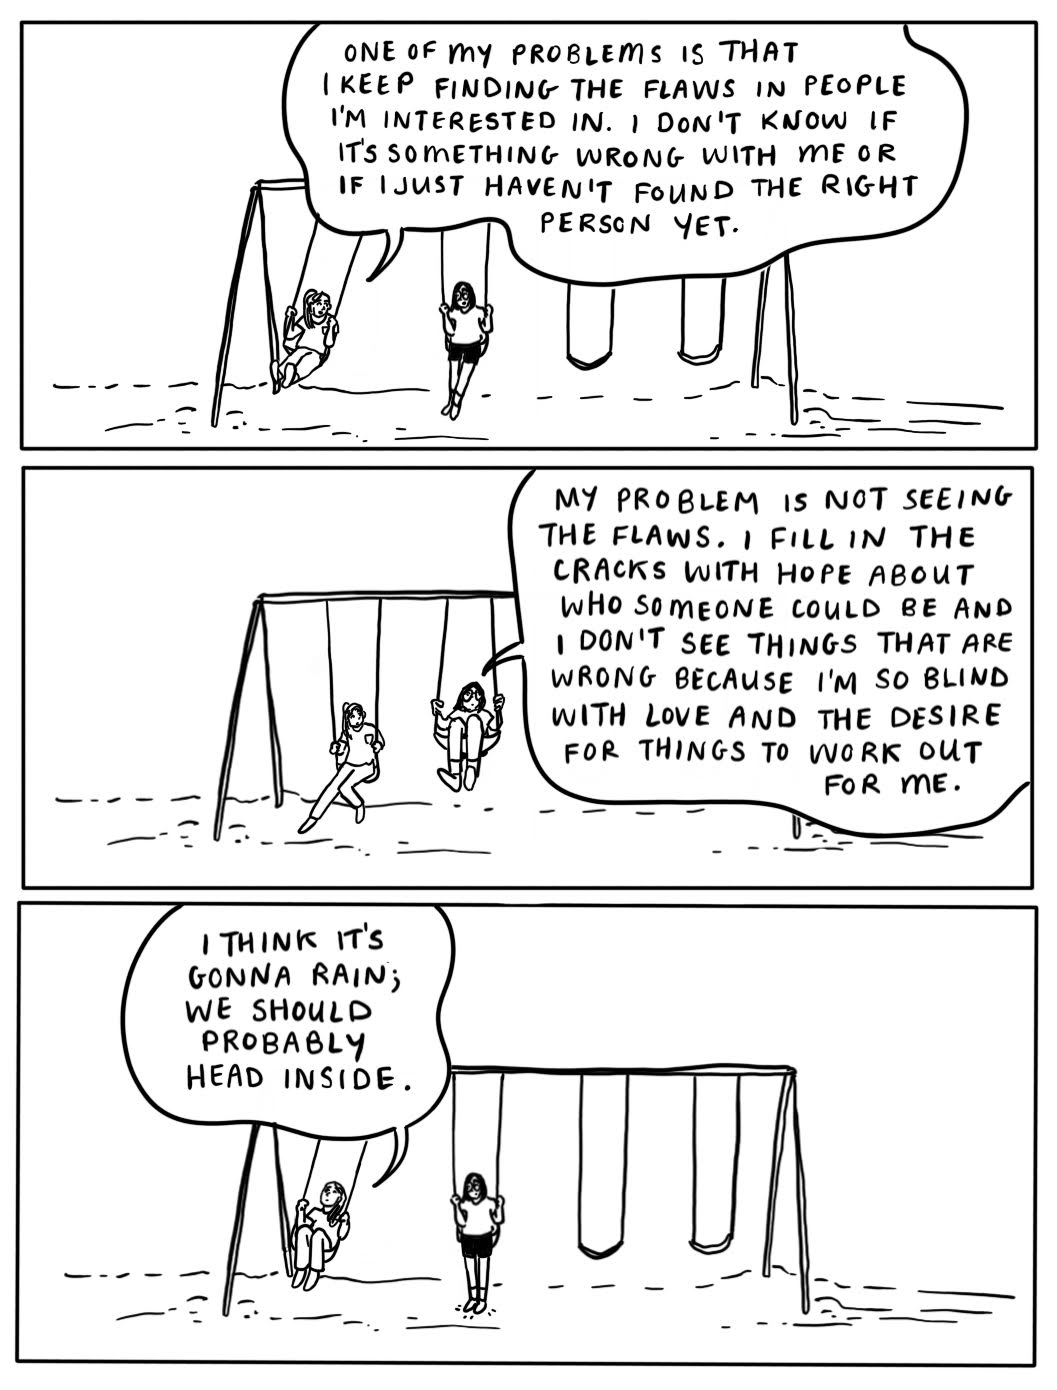 ONE OF MY PROBLEMS IS THAT
I KEEP FINDING THE FLAWS IN PEOPLE
I'M INTERESTED IN. I DON'T KNOW IF
IT'S SOMETHING WRONG WITH ME OR
IF I JUST HAVEN'T FOUND THE RIGHT
PERSON YET.
MY PROBLEM IS NOT SEEING
THE FLAWS. I FILL IN THE
CRACKS WITH HOPE ABOUT
WHO SOMEONE COULD BE AND
I DON'T SEE THINGS THAT ARE
WRONG BECAUSE I'M SO BLIND
WITH LOVE AND THE DESIRE
FOR THINGS TO WORK OUT
FOR ME.
I THINK IT'S
GONNA RAIN;
WE SHOULD
PROBABLY
HEAD INSIDE.